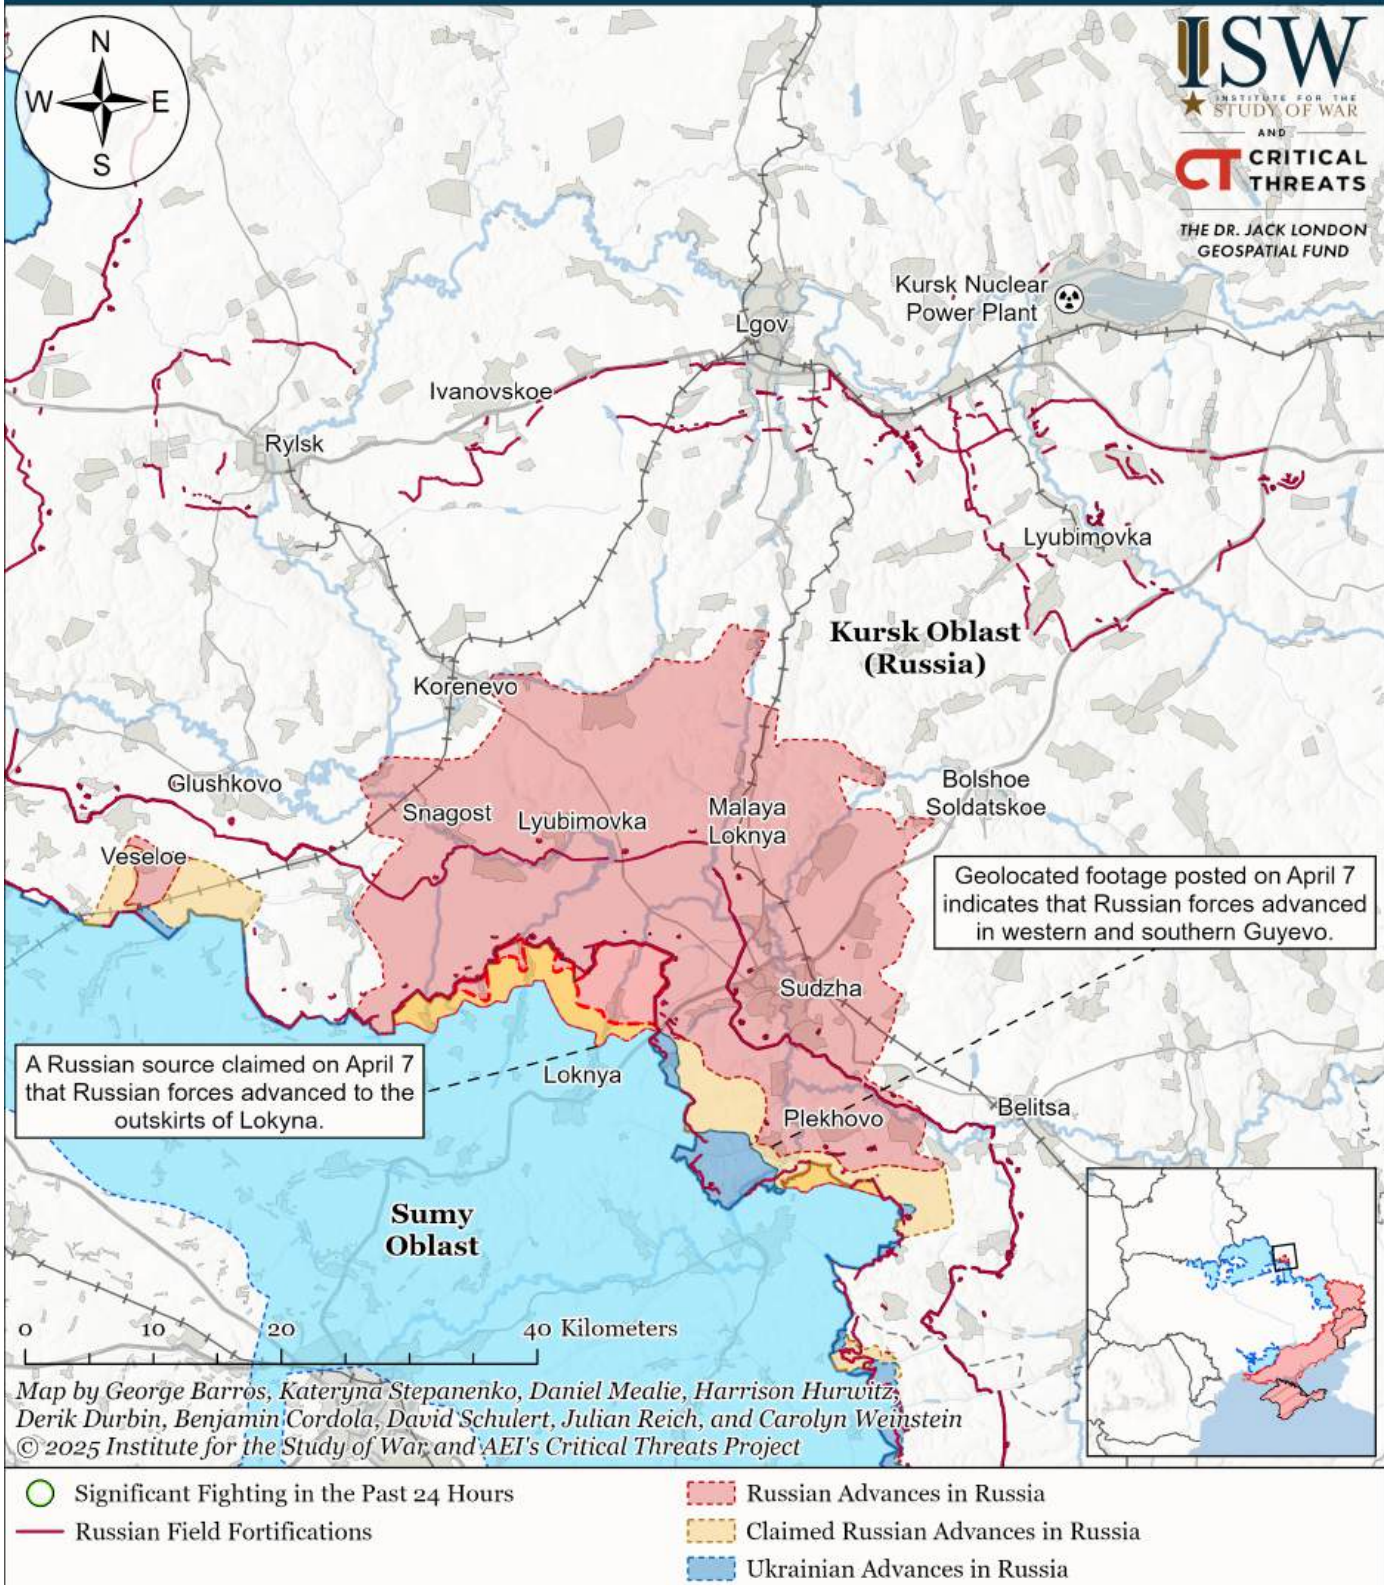 N
W
E
S
ISW
INSTITUTE FOR THE
STUDY OF WAR
AND
CT CRITICAL
THREATS
THE DR. JACK LONDON
GEOSPATIAL FUND
Kursk Nuclear
Power Plant
Lgov
Ivanovskoe
Rylsk
Lyubimovka
Kursk Oblast
(Russia)
Korenevo
Glushkovo
Snagost
Lyubimovka
Malaya
Loknya
Bolshoe
Soldatskoe
Veseloe
Geolocated footage posted on April 7
indicates that Russian forces advanced
in western and southern Guyevo.
Sudzha
A Russian source claimed on April 7
that Russian forces advanced to the
outskirts of Lokyna.
Loknya
Plekhovo
Belitsa
Sumy
Oblast
0 10 20 40 Kilometers
Map by George Barros, Kateryna Stepanenko, Daniel Mealie, Harrison Hurwitz,
Derik Durbin, Benjamin Cordola, David Schulert, Julian Reich, and Carolyn Weinstein
© 2025 Institute for the Study of War and AEI's Critical Threats Project
Significant Fighting in the Past 24 Hours
Russian Field Fortifications
Russian Advances in Russia
Claimed Russian Advances in Russia
Ukrainian Advances in Russia